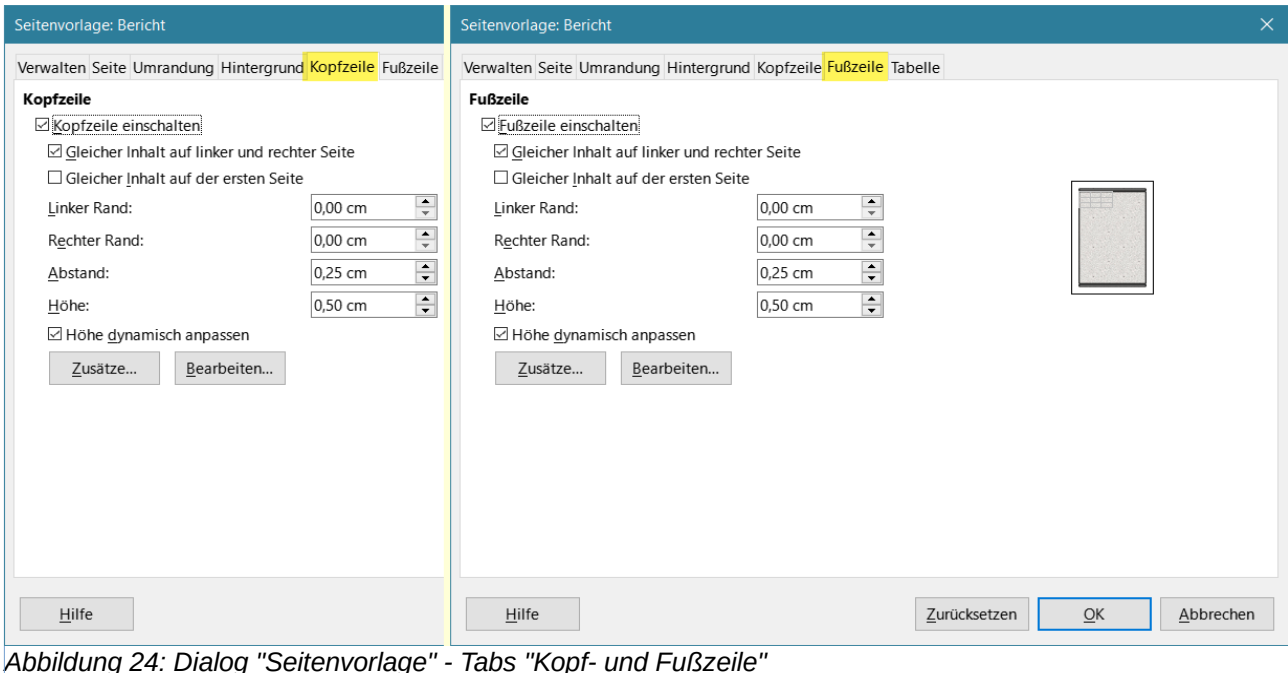 Seitenvorlage: Bericht
Verwalten Seite Umrandung Hintergrund Kopfzeile Fußzeile
Kopfzeile
Kopfzeile einschalten
Gleicher Inhalt auf linker und rechter Seite
Gleicher Inhalt auf der ersten Seite
Linker Rand: 0,00 cm
Rechter Rand: 0,00 cm
Abstand: 0,25 cm
Höhe: 0,50 cm
Höhe dynamisch anpassen
Zusätze... Bearbeiten...
Hilfe
Seitenvorlage: Bericht
Verwalten Seite Umrandung Hintergrund Kopfzeile Fußzeile Tabelle
Fußzeile
Fußzeile einschalten
Gleicher Inhalt auf linker und rechter Seite
Gleicher Inhalt auf der ersten Seite
Linker Rand: 0,00 cm
Rechter Rand: 0,00 cm
Abstand: 0,25 cm
Höhe: 0,50 cm
Höhe dynamisch anpassen
Zusätze... Bearbeiten...
Hilfe Zurücksetzen OK Abbrechen
Abbildung 24: Dialog "Seitenvorlage" - Tabs "Kopf- und Fußzeile"